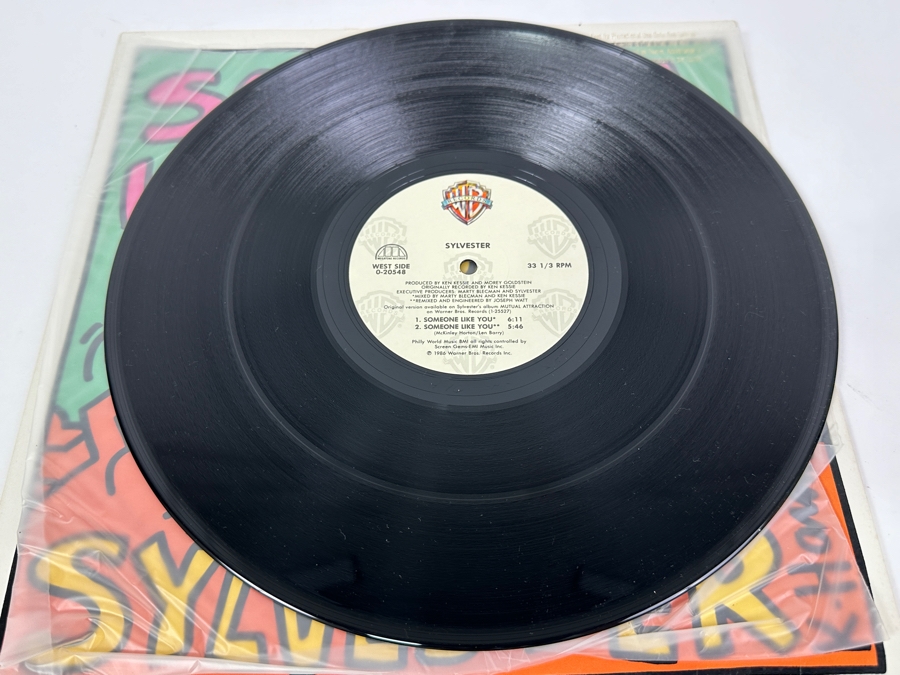 SYLVESTER
WEST SIDE
0-20548
33 1/3 RPM
PRODUCED BY KEN KESSIE AND MOREY GOLDSTEIN
ORIGINALLY RECORDED BY KEN KESSIE
EXECUTIVE PRODUCERS: MARTY BLECMAN AND SYLVESTER
*MIXED BY MARTY BLECMAN AND KEN KESSIE
**REMIXED AND ENGINEERED BY JOSEPH WATT
Original version available on Sylvester's album MUTUAL ATTRACTION
on Warner Bros. Records (1-25527)
1. SOMEONE LIKE YOU* 6:11
2. SOMEONE LIKE YOU** 5:46
(McKinley Horton/Len Barry)
Philly World Music BMI All rights controlled by
Screen Gems-EMI Music Inc.
℗ 1986 Warner Bros. Records Inc.
SYLVESTER